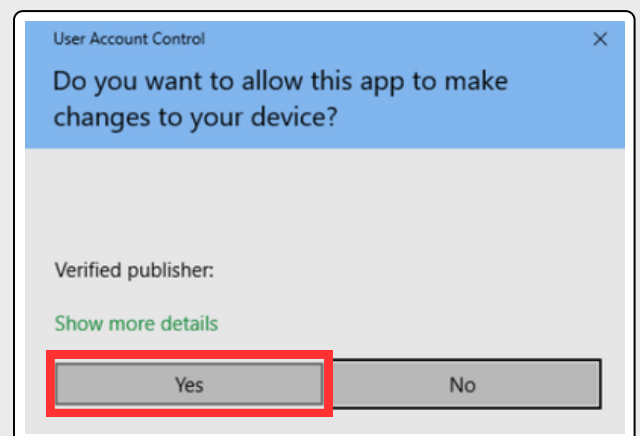 User Account Control
Do you want to allow this app to make
changes to your device?
Verified publisher:
Show more details
Yes No